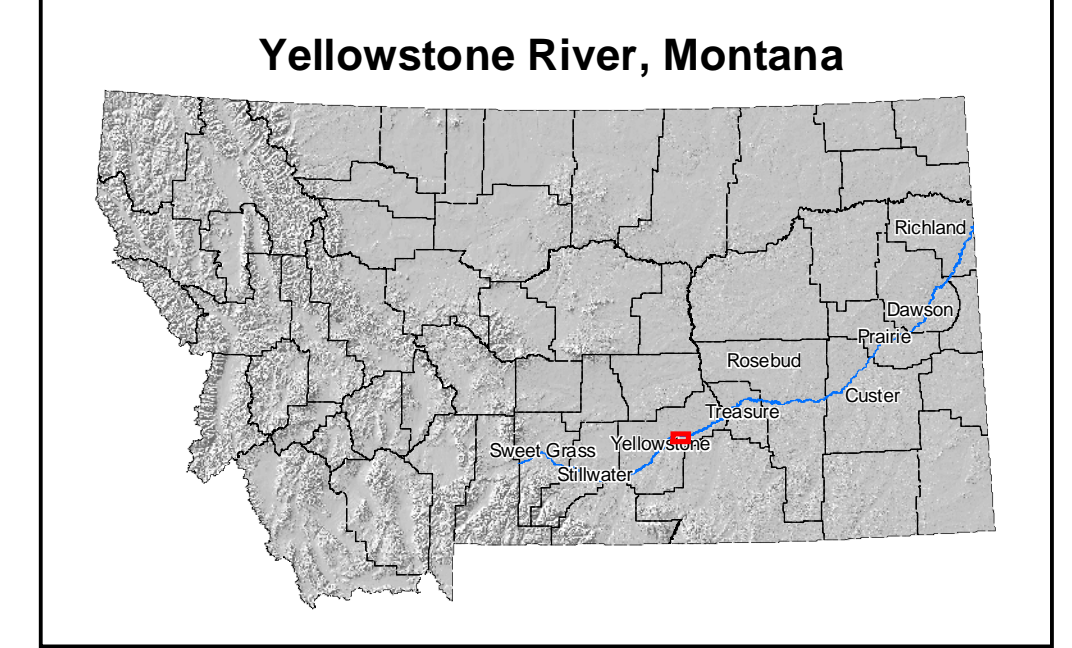 Yellowstone River, Montana
Richland
Dawson
Prairie
Rosebud
Custer
Treasure
Yellowstone
Sweet Grass
Stillwater